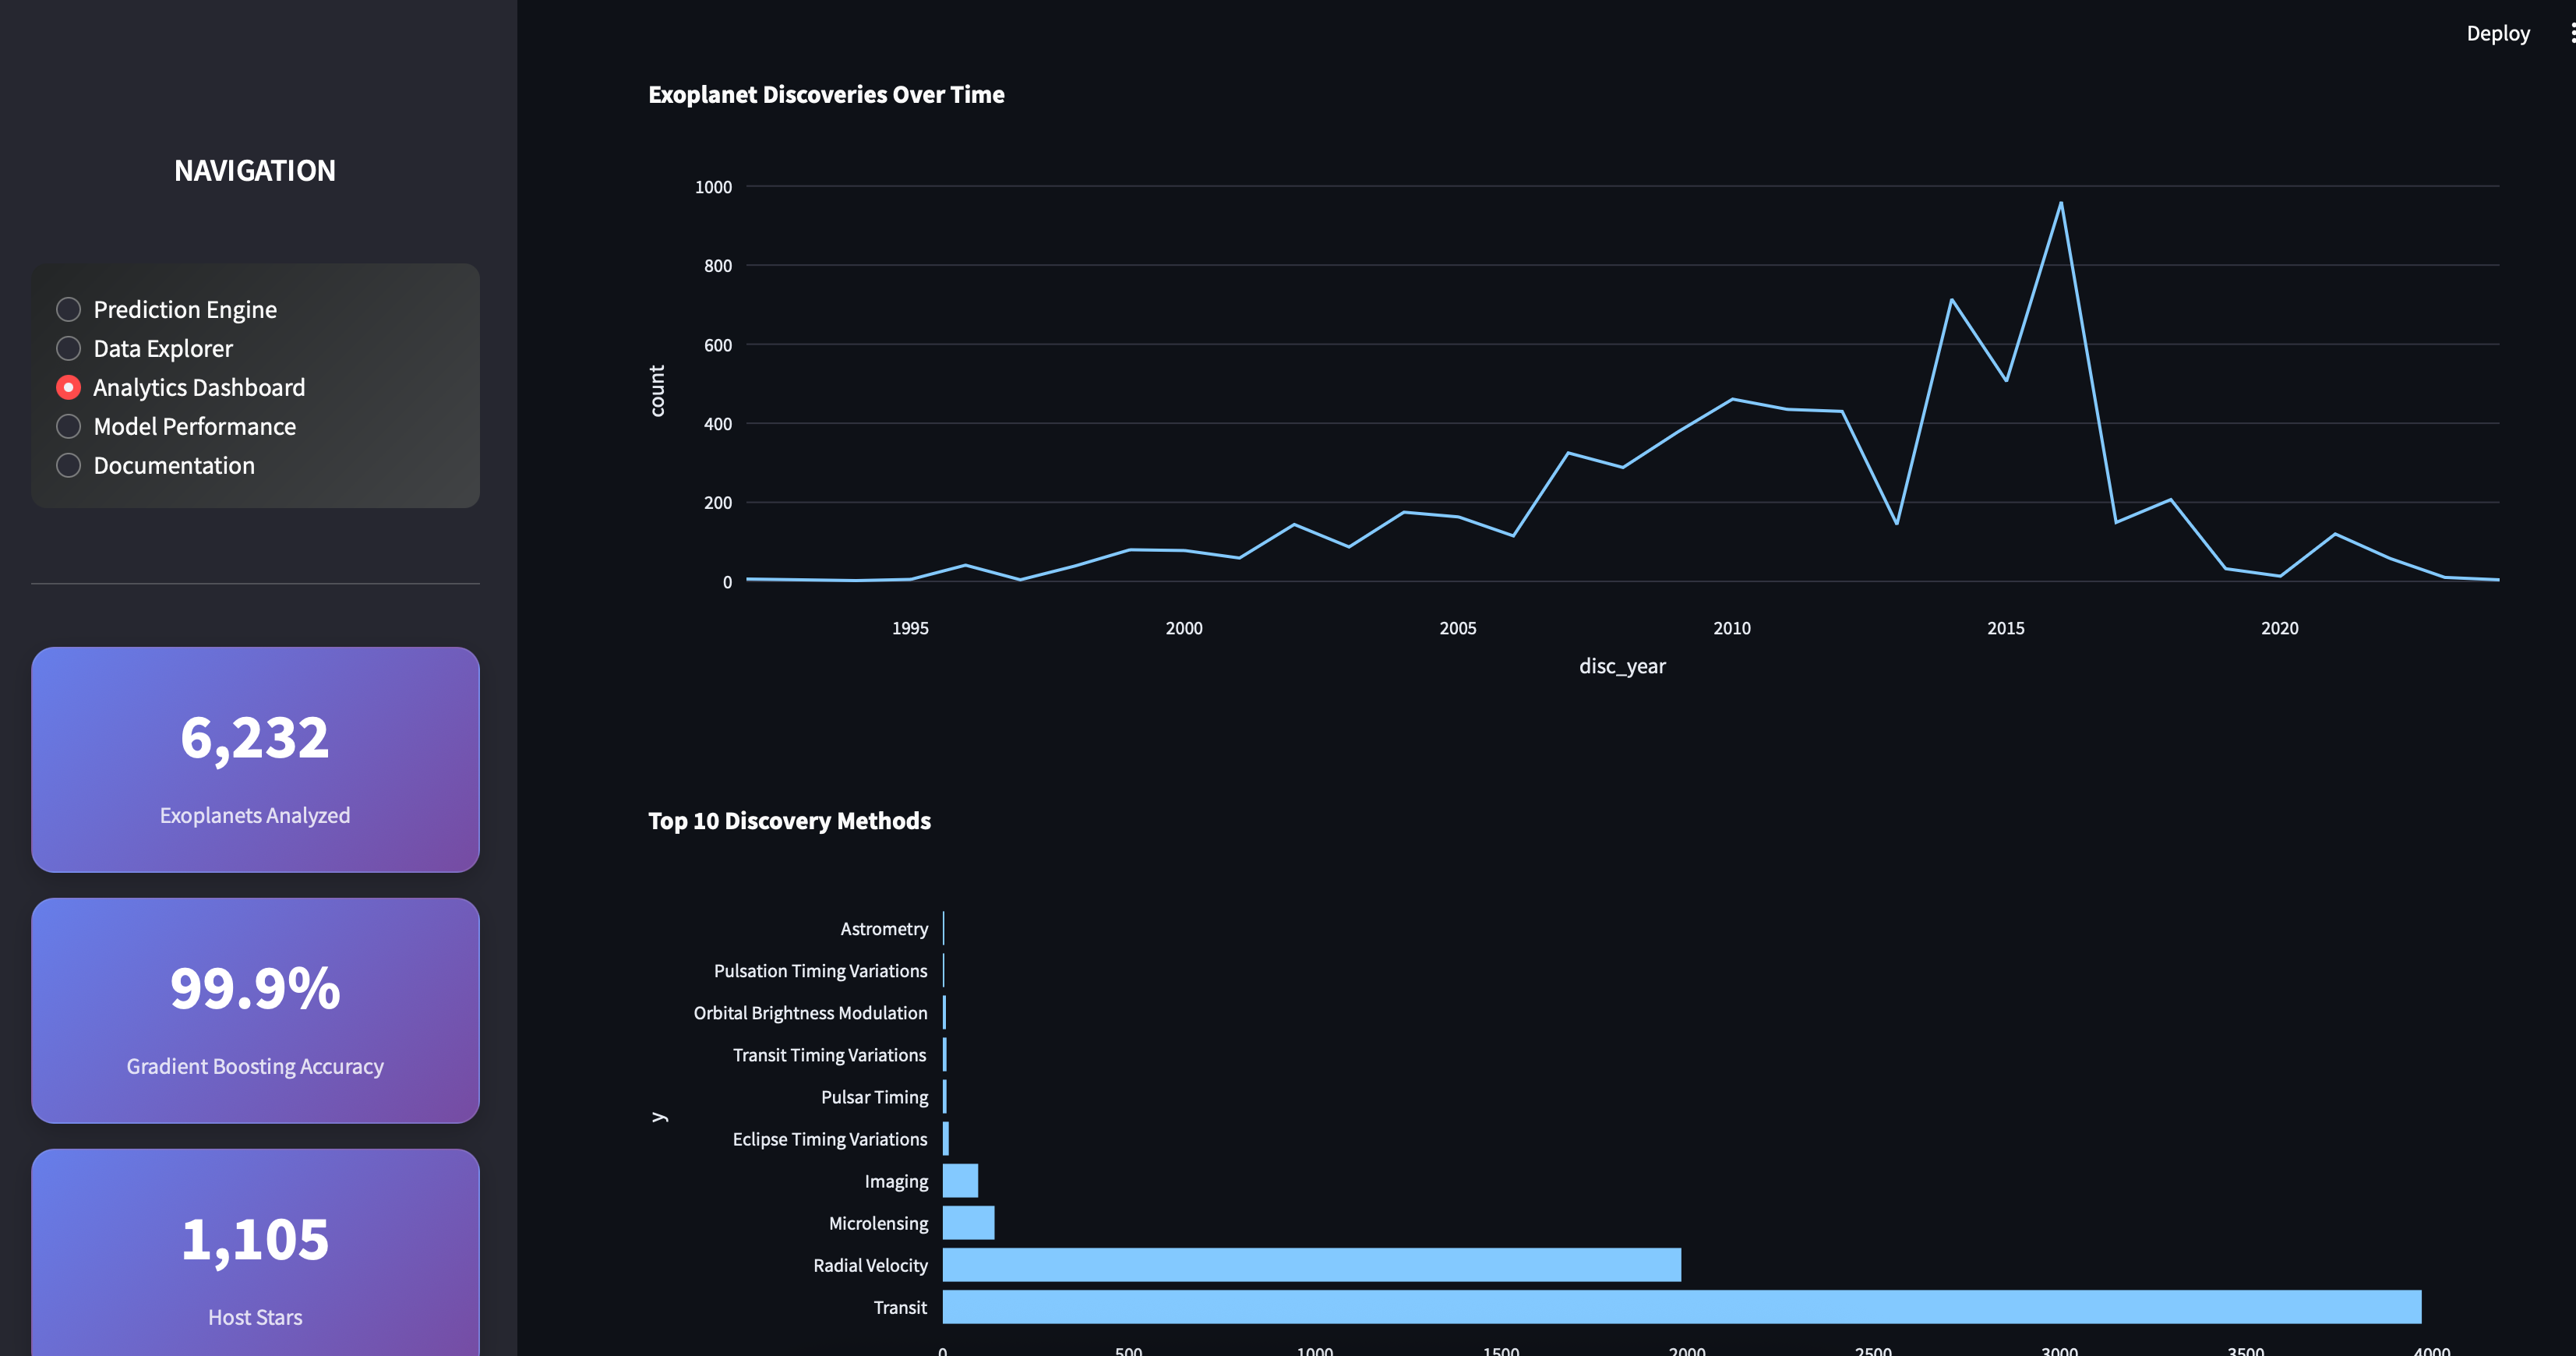 Deploy
NAVIGATION
Prediction Engine
Data Explorer
Analytics Dashboard
Model Performance
Documentation
6,232
Exoplanets Analyzed
99.9%
Gradient Boosting Accuracy
1,105
Host Stars
Exoplanet Discoveries Over Time
1000
800
600
400
200
0
count
1995 2000 2005 2010 2015 2020
disc_year
Top 10 Discovery Methods
Astrometry
Pulsation Timing Variations
Orbital Brightness Modulation
Transit Timing Variations
Pulsar Timing
y
Eclipse Timing Variations
Imaging
Microlensing
Radial Velocity
Transit
0 500 1000 1500 2000 2500 3000 3500 4000